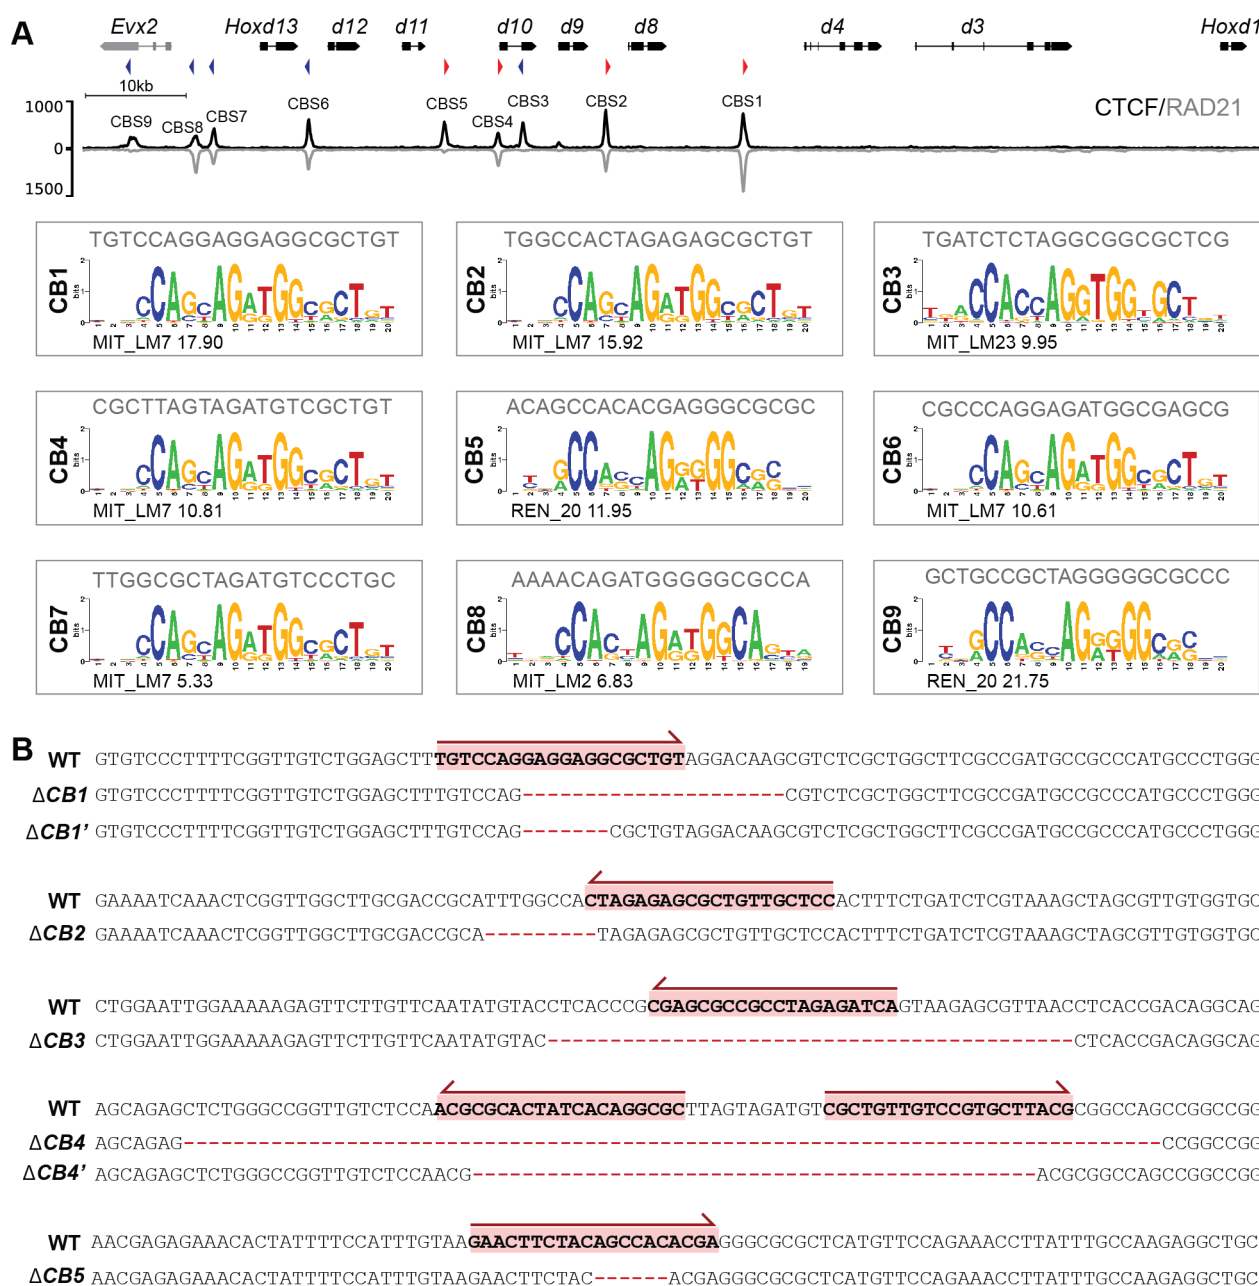 A
Evx2 Hoxd13 d12 d11 d10 d9 d8 d4 d3 Hoxd1
10kb
1000
0
1500
CBS9 CBS8 CBS7 CBS6 CBS5 CBS4 CBS3 CBS2 CBS1
CTCF/RAD21
CB1
TGTCCAGGAGGAGGCGCTGT
MIT_LM7 17.90
CB2
TGGCCACTAGAGAGCGCTGT
MIT_LM7 15.92
CB3
TGATCTCTAGGCGGCGCTCG
MIT_LM23 9.95
CB4
CGCTTAGTAGATGTCGCTGT
MIT_LM7 10.81
CB5
ACAGCCACACGAGGGCGCGC
REN_20 11.95
CB6
CGCCCAGGAGATGGCGAGCG
MIT_LM7 10.61
CB7
TTGGCGCTAGATGTCCCTGC
MIT_LM7 5.33
CB8
AAAACAGATGGGGGCGCCA
MIT_LM2 6.83
CB9
GCTGCCGCTAGGGGGCGCCC
REN_20 21.75
B
WT GTGTCCCTTTTCGGTTGTCTGGAGCTTTGTCCAGGAGGAGGCGCTGTAGGACAAGCGTCTCGCTGGCTTCGCCGATGCCGCCCATGCCCTGGG
ΔCB1 GTGTCCCTTTTCGGTTGTCTGGAGCTTTGTCCAG------------------------CGTCTCGCTGGCTTCGCCGATGCCGCCCATGCCCTGGG
ΔCB1’ GTGTCCCTTTTCGGTTGTCTGGAGCTTTGTCCAG-------CGCTGTAGGACAAGCGTCTCGCTGGCTTCGCCGATGCCGCCCATGCCCTGGG
WT GAAAATCAAACTCGGTTGGCTTGCGACCGCATTTGGCCACTAGAGAGCGCTGTTGCTCCACTTTCTGATCTCGTAAAGCTAGCGTTGTGGTGC
ΔCB2 GAAAATCAAACTCGGTTGGCTTGCGACCGCA---------TAGAGAGCGCTGTTGCTCCACTTTCTGATCTCGTAAAGCTAGCGTTGTGGTGC
WT CTGGAATTGGAAAAAGAGTTCTTGTTCAATATGTACCTCACCCGCGAGCGCCGCCTAGAGATCAGTAAGAGCGTTAACCTCACCGACAGGCAG
ΔCB3 CTGGAATTGGAAAAAGAGTTCTTGTTCAATATGTAC------------------------------------------CTCACCGACAGGCAG
WT AGCAGAGCTCTGGGCCGGTTGTCTCCAACGCGCACTATCACAGGCGCTTAGTAGATGTCGCTGTTGTCCGTGCTTACGCGGCCAGCCGGCCGG
ΔCB4 AGCAGAG------------------------------------------------------------------------------CCGGCCGG
ΔCB4’ AGCAGAGCTCTGGGCCGGTTGTCTCCAACG---------------------------------------------ACGCGGCCAGCCGGCCGG
WT AACGAGAGAAACACTATTTTCCATTTGTAAGAACTTCTACAGCCACACGAGGGCGCGCTCATGTTCCAGAAACCTTATTTGCCAAGAGGCTGC
ΔCB5 AACGAGAGAAACACTATTTTCCATTTGTAAGAACTTCTAC------ACGAGGGCGCGCTCATGTTCCAGAAACCTTATTTGCCAAGAGGCTGC